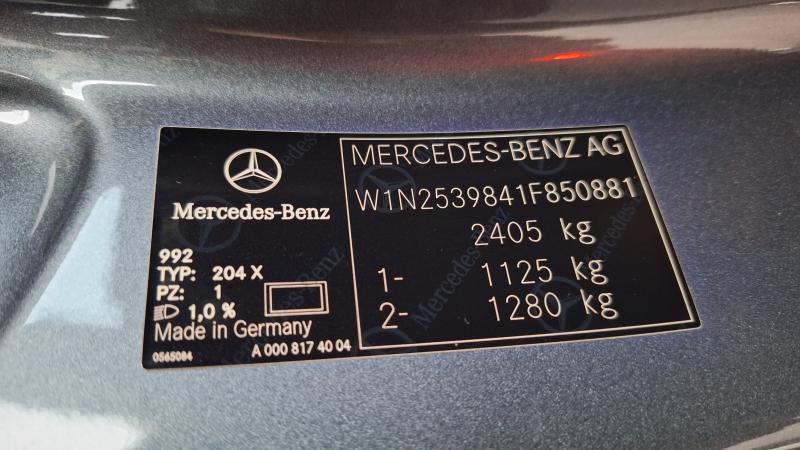 Mercedes-Benz
992
TYP: 204 X
PZ: 1
1,0 %
Made in Germany
0565084
A 000 817 40 04
MERCEDES-BENZ AG
W1N2539841F850881
2405 kg
1- 1125 kg
2- 1280 kg